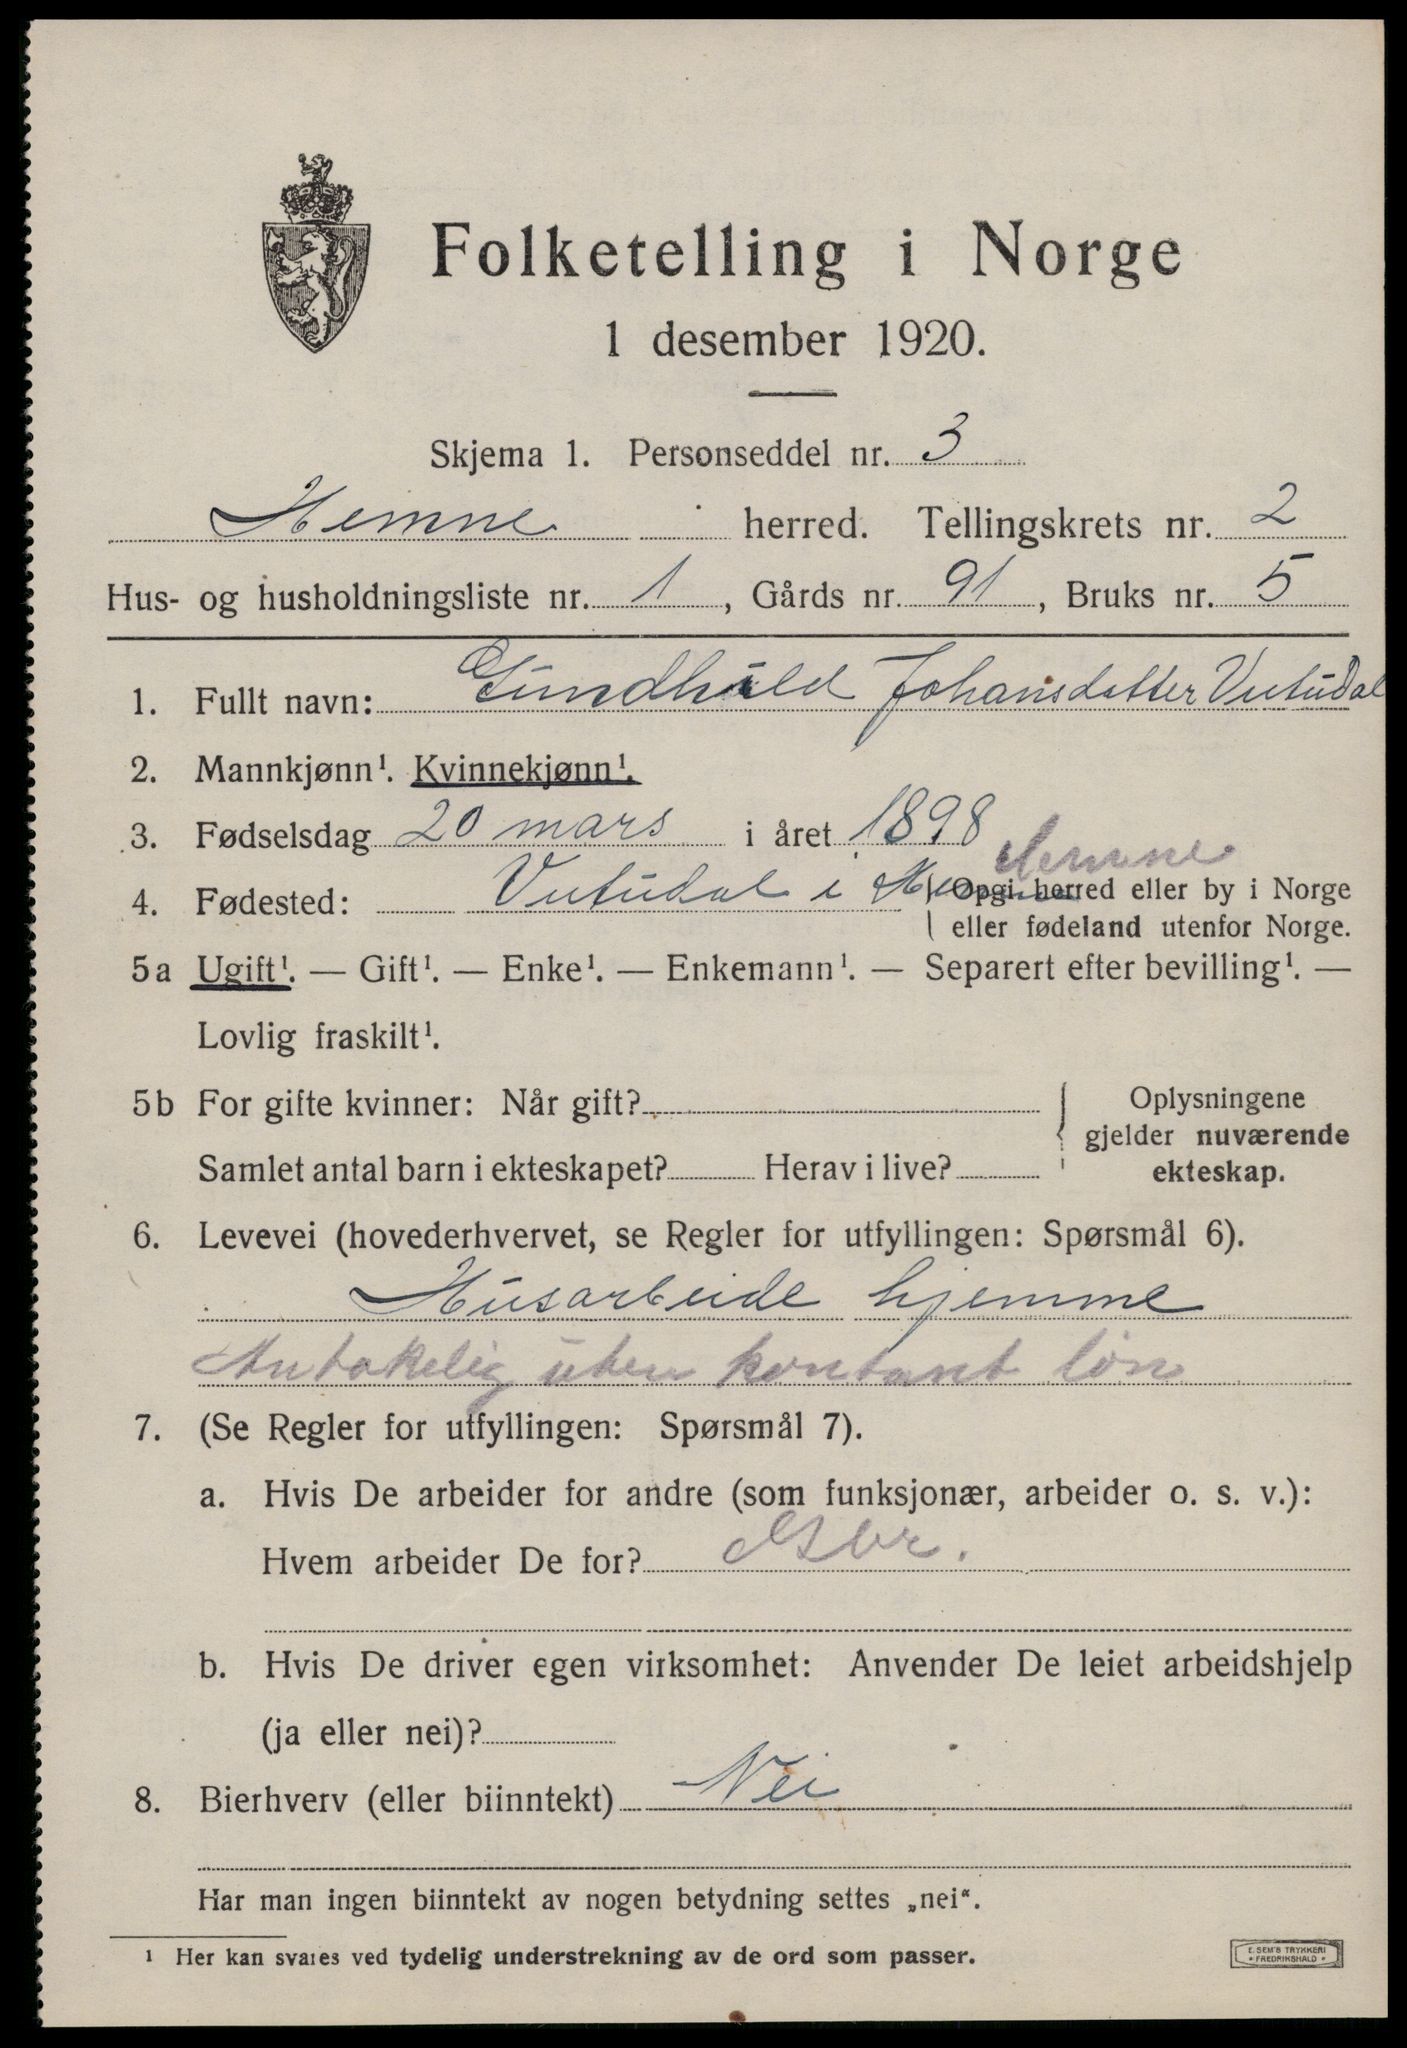 Folketelling i Norge
1 desember 1920.
Skjema 1. Personseddel nr. 3
Hemne herred. Tellingskrets nr. 2
Hus- og husholdningsliste nr. 1, Gårds nr. 91, Bruks nr. 5
1. Fullt navn: Gundhild Johansdatter Vutudal
2. Mannkjønn¹. Kvinnekjønn¹.
3. Fødselsdag 20 mars i året 1898
Hemne
4. Fødested: Vutudal i Hemne { Opgi herred eller by i Norge
eller fødeland utenfor Norge.
5a Ugift¹. — Gift¹. — Enke¹. — Enkemann¹. — Separert efter bevilling¹. —
Lovlig fraskilt¹.
5b For gifte kvinner: Når gift? { Oplysningene
gjelder nuværende
Samlet antal barn i ekteskapet? Herav i live? ekteskap.
6. Levevei (hovederhvervet, se Regler for utfyllingen: Spørsmål 6).
Husarbeide hjemme
Antakelig uten kontant løn
7. (Se Regler for utfyllingen: Spørsmål 7).
a. Hvis De arbeider for andre (som funksjonær, arbeider o. s. v.):
Hvem arbeider De for? Gbr.
b. Hvis De driver egen virksomhet: Anvender De leiet arbeidshjelp
(ja eller nei)?
8. Bierhverv (eller biinntekt) Nei
Har man ingen biinntekt av nogen betydning settes „nei“.
¹ Her kan svares ved tydelig understrekning av de ord som passer.
E. SEM'S TRYKKERI
• FREDRIKSHALD •